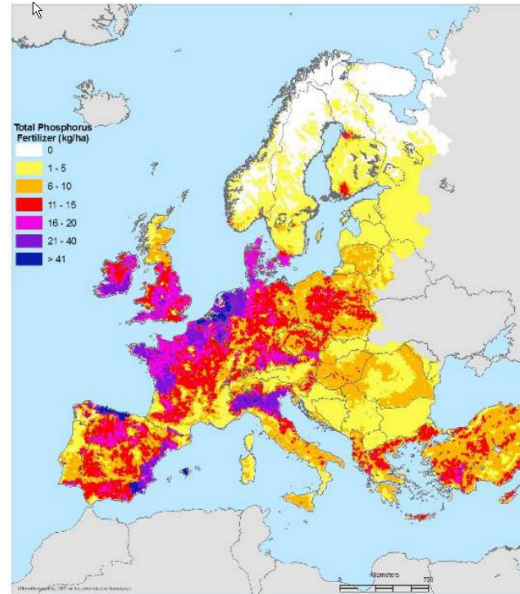 Total Phosphorus
Fertilizer (kg/ha)
0
1 - 5
6 - 10
11 - 15
16 - 20
21 - 40
> 41
Kilometers
0